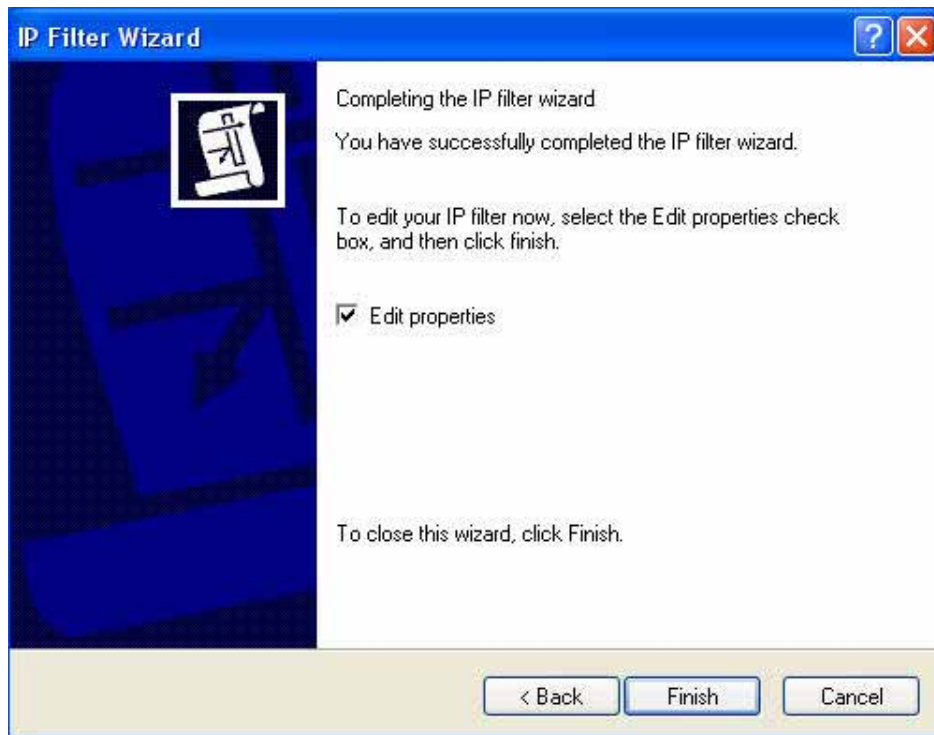 IP Filter Wizard
Completing the IP filter wizard
You have successfully completed the IP filter wizard.
To edit your IP filter now, select the Edit properties check
box, and then click finish.
Edit properties
To close this wizard, click Finish.
< Back
Finish
Cancel